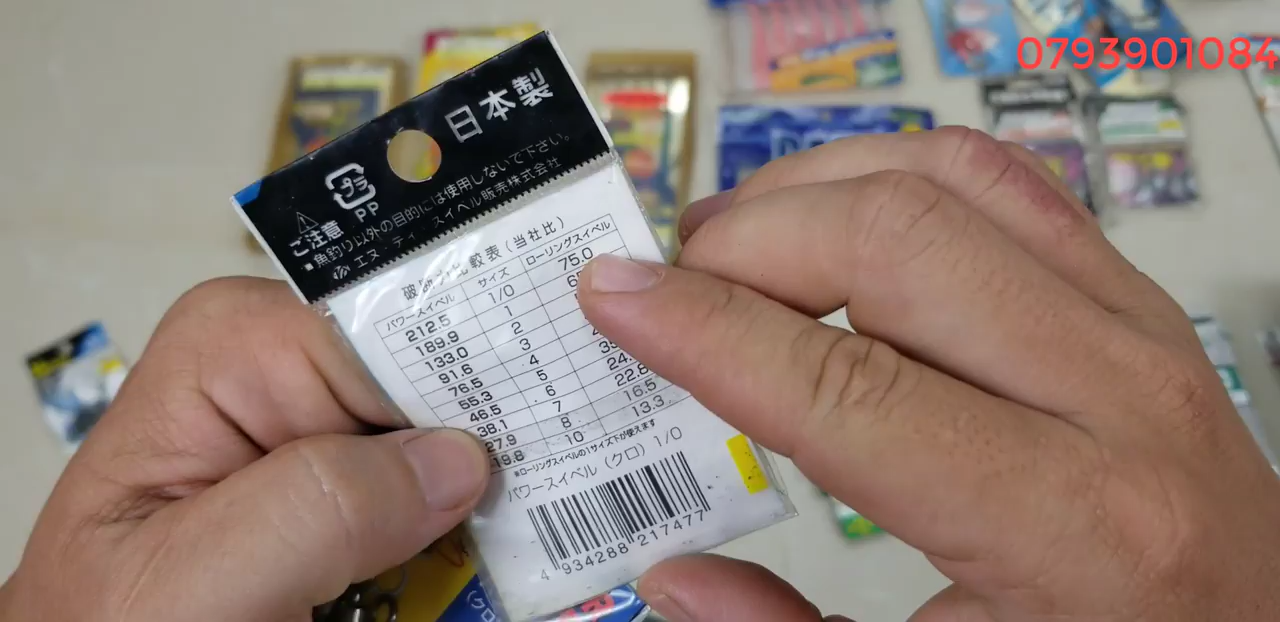 0793901084
日本製
プラ
PP
ご注意
■魚釣り以外の目的には使用しないで下さい。
エヌ ティ スイベル販売株式会社
破断力比較表(当社比)
パワースイベル サイズ ローリングスイベル
212.5 1/0 75.0
189.9 1
133.0 2
91.6 3
76.5 4
55.3 5 24.
46.5 6 22.8
38.1 7 16.5
27.9 8 13.3
19.8 10
※ローリングスイベルの1サイズ下が使えます
パワースイベル(クロ)1/0
4 934288 217477
(クロ